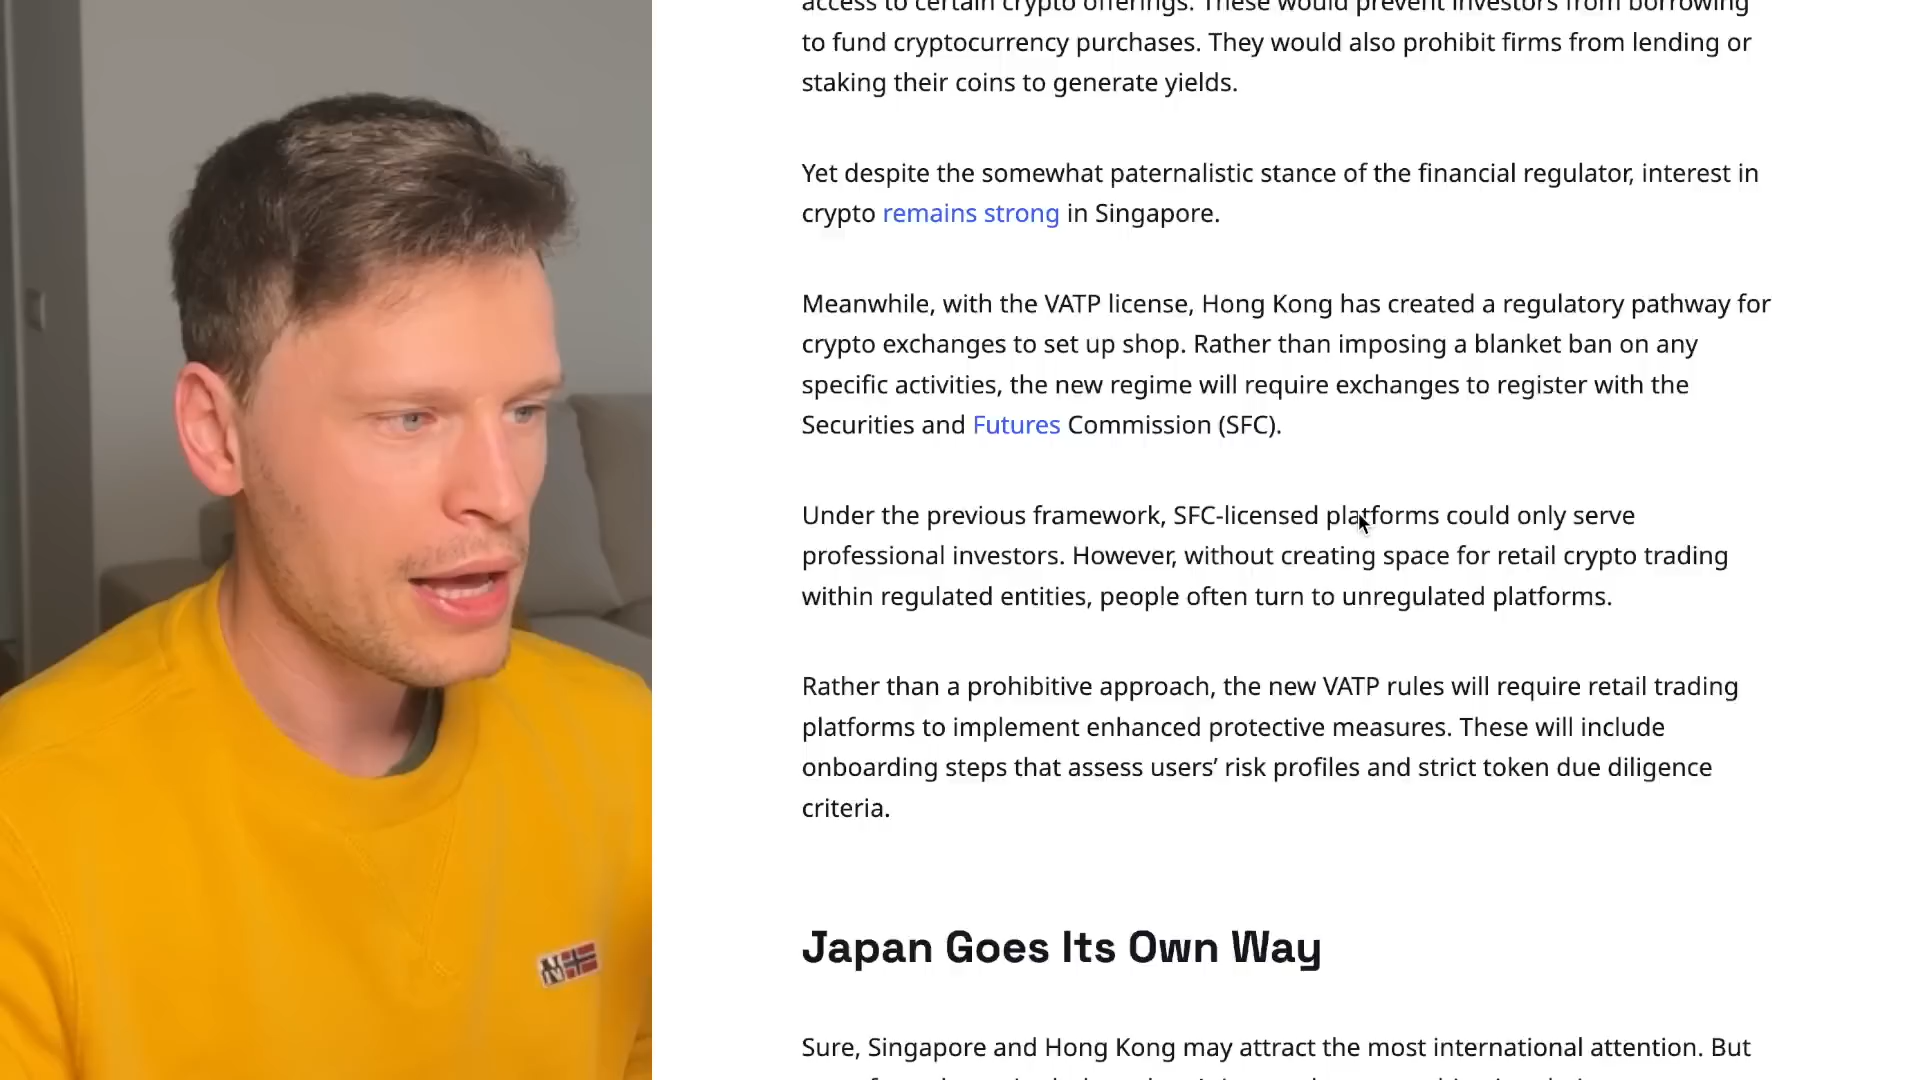 access to certain crypto offerings. These would prevent investors from borrowing
to fund cryptocurrency purchases. They would also prohibit firms from lending or
staking their coins to generate yields.
Yet despite the somewhat paternalistic stance of the financial regulator, interest in
crypto remains strong in Singapore.
Meanwhile, with the VATP license, Hong Kong has created a regulatory pathway for
crypto exchanges to set up shop. Rather than imposing a blanket ban on any
specific activities, the new regime will require exchanges to register with the
Securities and Futures Commission (SFC).
Under the previous framework, SFC-licensed platforms could only serve
professional investors. However, without creating space for retail crypto trading
within regulated entities, people often turn to unregulated platforms.
Rather than a prohibitive approach, the new VATP rules will require retail trading
platforms to implement enhanced protective measures. These will include
onboarding steps that assess users’ risk profiles and strict token due diligence
criteria.
N
Japan Goes Its Own Way
Sure, Singapore and Hong Kong may attract the most international attention. But